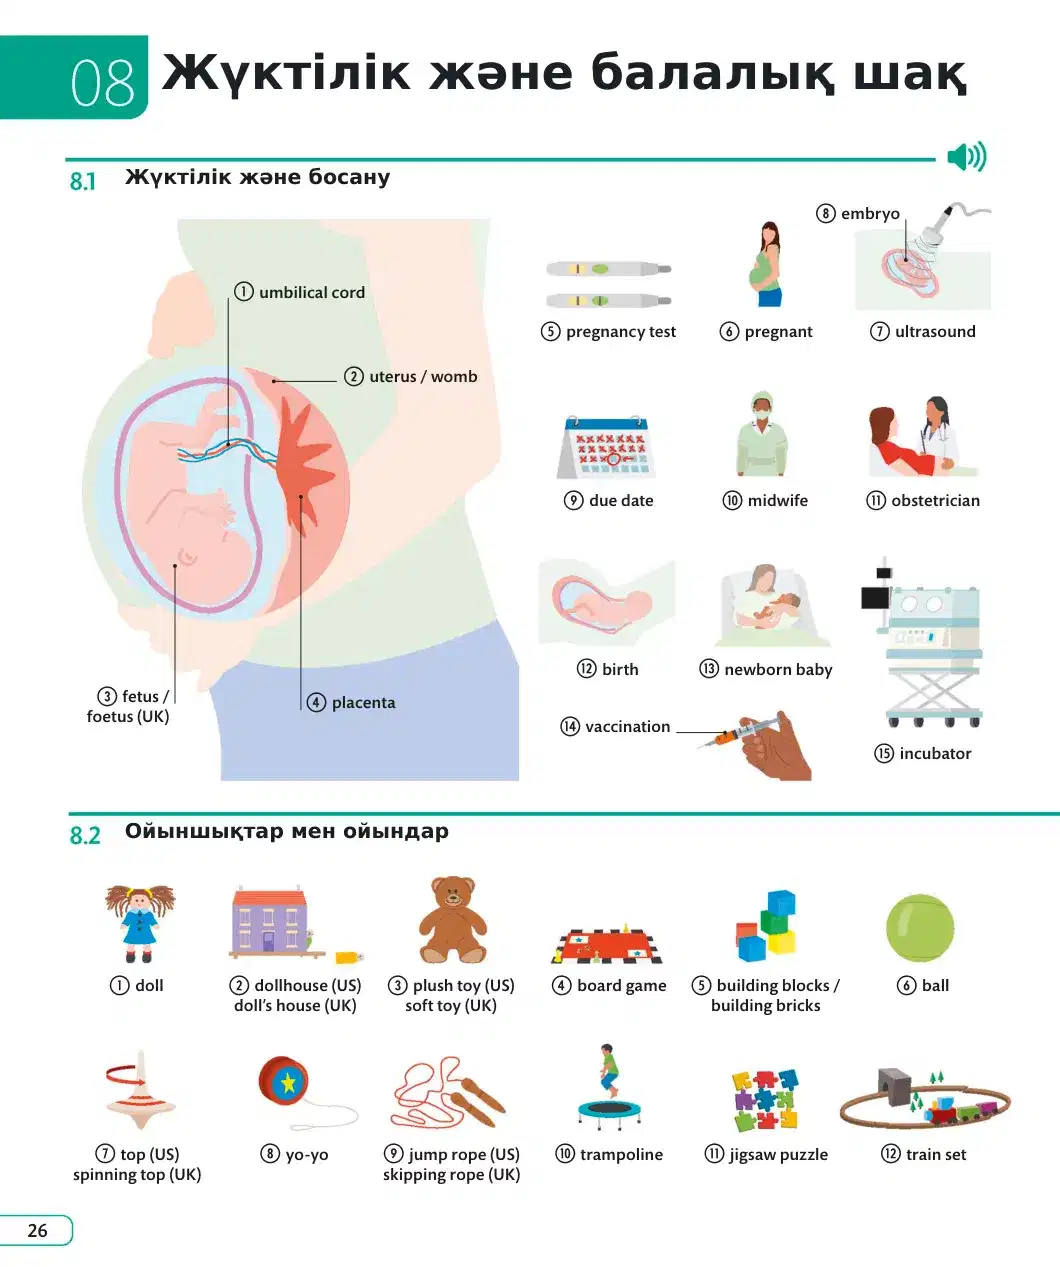 08 Жүктілік және балалық шақ
8.1 Жүктілік және босану
① umbilical cord
② uterus / womb
③ fetus /
foetus (UK)
④ placenta
⑤ pregnancy test
⑥ pregnant
⑦ ultrasound
⑧ embryo
⑨ due date
⑩ midwife
⑪ obstetrician
⑫ birth
⑬ newborn baby
⑭ vaccination
⑮ incubator
8.2 Ойыншықтар мен ойындар
① doll
② dollhouse (US)
doll's house (UK)
③ plush toy (US)
soft toy (UK)
④ board game
⑤ building blocks /
building bricks
⑥ ball
⑦ top (US)
spinning top (UK)
⑧ yo-yo
⑨ jump rope (US)
skipping rope (UK)
⑩ trampoline
⑪ jigsaw puzzle
⑫ train set
26